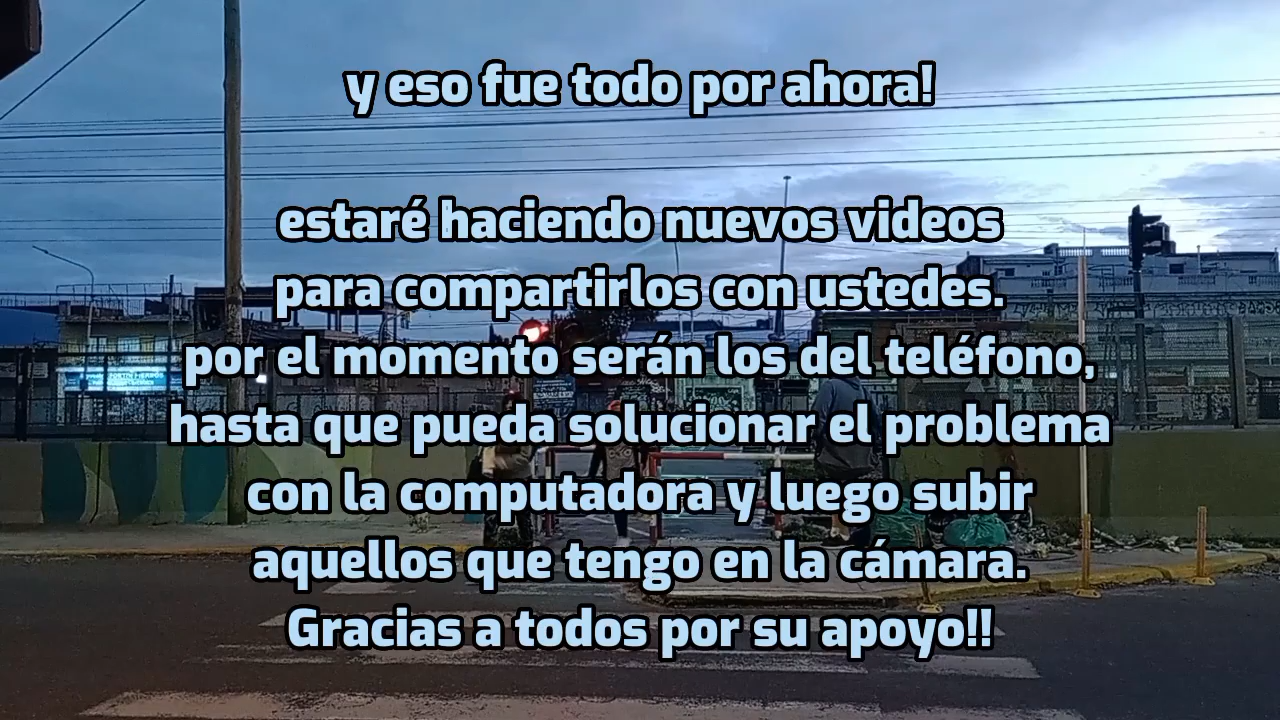 y eso fue todo por ahora!
estaré haciendo nuevos videos
para compartirlos con ustedes.
por el momento serán los del teléfono,
hasta que pueda solucionar el problema
con la computadora y luego subir
aquellos que tengo en la cámara.
Gracias a todos por su apoyo!!